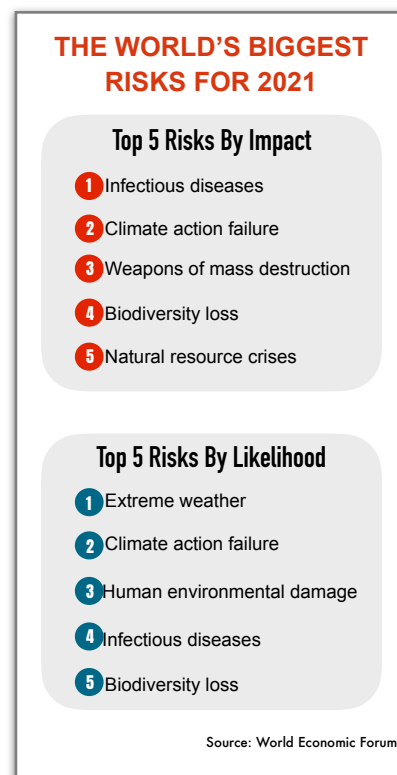 THE WORLD'S BIGGEST
RISKS FOR 2021
Top 5 Risks By Impact
1 Infectious diseases
2 Climate action failure
3 Weapons of mass destruction
4 Biodiversity loss
5 Natural resource crises
Top 5 Risks By Likelihood
1 Extreme weather
2 Climate action failure
3 Human environmental damage
4 Infectious diseases
5 Biodiversity loss
Source: World Economic Forum